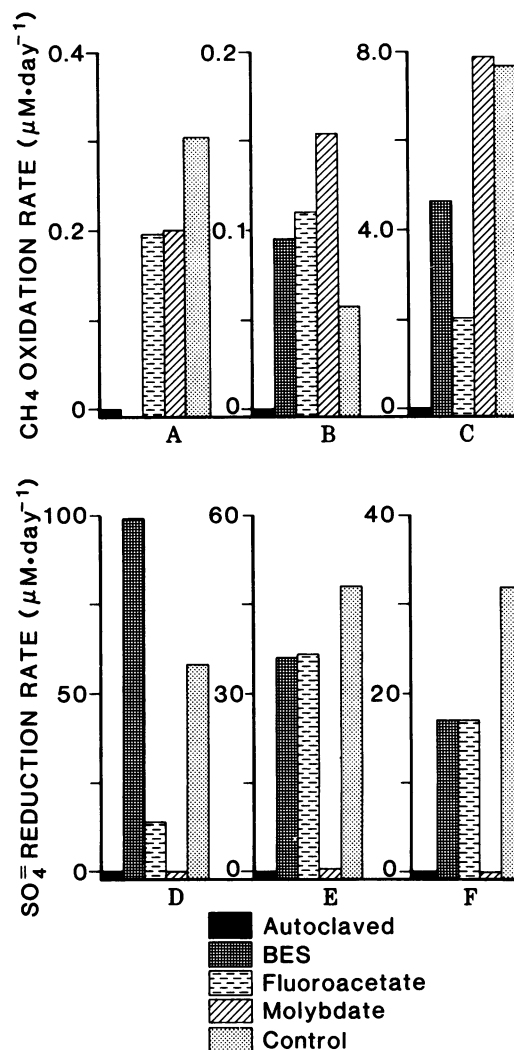 CH4 OXIDATION RATE (μM•day−1)
0.4
0.2
0
A
0.2
0.1
0
B
8.0
4.0
0
C
SO4= REDUCTION RATE (μM•day−1)
100
50
0
D
60
30
0
E
40
20
0
F
Autoclaved
BES
Fluoroacetate
Molybdate
Control